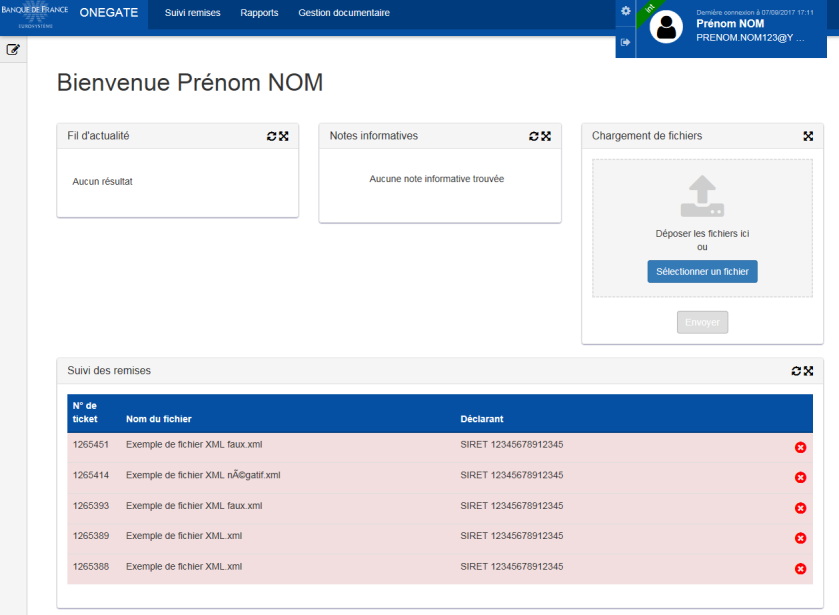 BANQUE DE FRANCE
EUROSYSTÈME
ONEGATE
Suivi remises
Rapports
Gestion documentaire
int
Dernière connexion à 07/09/2017 17:11
Prénom NOM
PRENOM.NOM123@Y ...
Bienvenue Prénom NOM
Fil d'actualité
Aucun résultat
Notes informatives
Aucune note informative trouvée
Chargement de fichiers
Déposer les fichiers ici
ou
Sélectionner un fichier
Envoyer
Suivi des remises
N° de
ticket Nom du fichier Déclarant
1265451 Exemple de fichier XML faux.xml SIRET 12345678912345
1265414 Exemple de fichier XML nÃ©gatif.xml SIRET 12345678912345
1265393 Exemple de fichier XML faux.xml SIRET 12345678912345
1265389 Exemple de fichier XML.xml SIRET 12345678912345
1265388 Exemple de fichier XML.xml SIRET 12345678912345